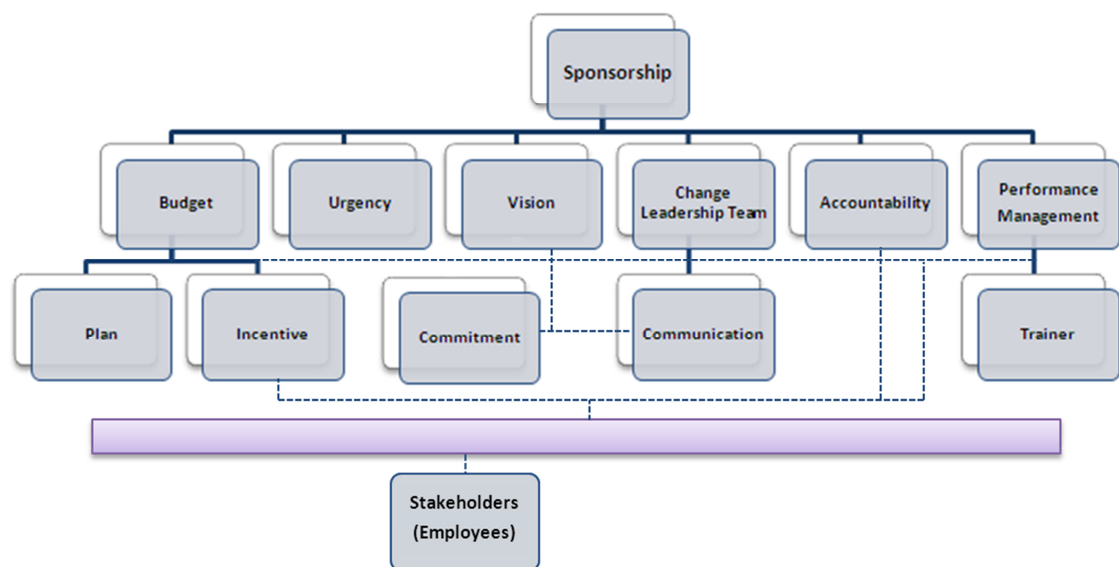 Sponsorship
Budget
Urgency
Vision
Change
Leadership Team
Accountability
Performance
Management
Plan
Incentive
Commitment
Communication
Trainer
Stakeholders
(Employees)